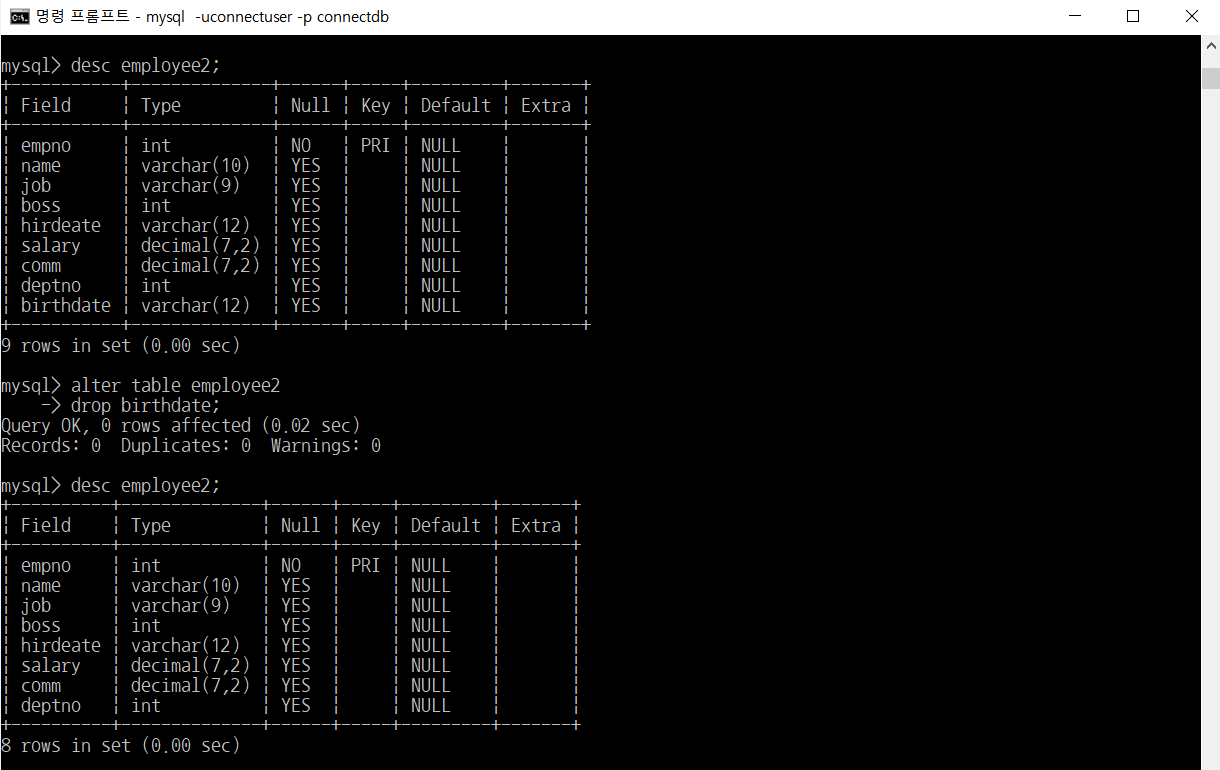 명령 프롬프트 - mysql  -uconnectuser -p connectdb
mysql> desc employee2;
+-----------+--------------+------+-----+---------+-------+
| Field     | Type         | Null | Key | Default | Extra |
+-----------+--------------+------+-----+---------+-------+
| empno     | int          | NO   | PRI | NULL    |       |
| name      | varchar(10)  | YES  |     | NULL    |       |
| job       | varchar(9)   | YES  |     | NULL    |       |
| boss      | int          | YES  |     | NULL    |       |
| hirdeate  | varchar(12)  | YES  |     | NULL    |       |
| salary    | decimal(7,2) | YES  |     | NULL    |       |
| comm      | decimal(7,2) | YES  |     | NULL    |       |
| deptno    | int          | YES  |     | NULL    |       |
| birthdate | varchar(12)  | YES  |     | NULL    |       |
+-----------+--------------+------+-----+---------+-------+
9 rows in set (0.00 sec)
mysql> alter table employee2
    -> drop birthdate;
Query OK, 0 rows affected (0.02 sec)
Records: 0  Duplicates: 0  Warnings: 0
mysql> desc employee2;
+----------+--------------+------+-----+---------+-------+
| Field    | Type         | Null | Key | Default | Extra |
+----------+--------------+------+-----+---------+-------+
| empno    | int          | NO   | PRI | NULL    |       |
| name     | varchar(10)  | YES  |     | NULL    |       |
| job      | varchar(9)   | YES  |     | NULL    |       |
| boss     | int          | YES  |     | NULL    |       |
| hirdeate | varchar(12)  | YES  |     | NULL    |       |
| salary   | decimal(7,2) | YES  |     | NULL    |       |
| comm     | decimal(7,2) | YES  |     | NULL    |       |
| deptno   | int          | YES  |     | NULL    |       |
+----------+--------------+------+-----+---------+-------+
8 rows in set (0.00 sec)